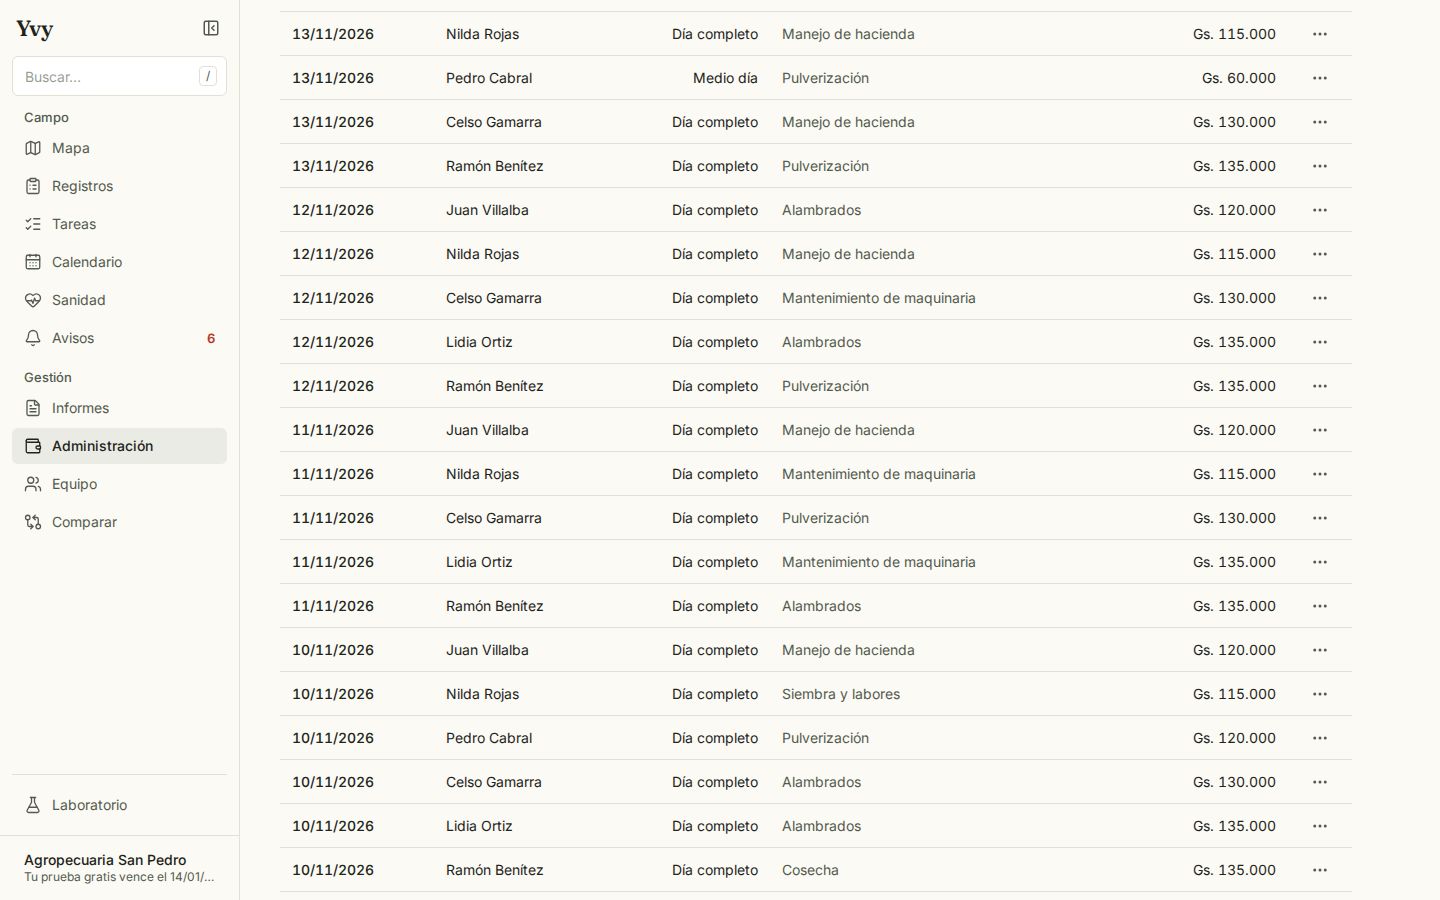 Yvy
Buscar...
/
Campo
Mapa
Registros
Tareas
Calendario
Sanidad
Avisos 6
Gestión
Informes
Administración
Equipo
Comparar
Laboratorio
Agropecuaria San Pedro
Tu prueba gratis vence el 14/01/...
13/11/2026 Nilda Rojas Día completo Manejo de hacienda Gs. 115.000
13/11/2026 Pedro Cabral Medio día Pulverización Gs. 60.000
13/11/2026 Celso Gamarra Día completo Manejo de hacienda Gs. 130.000
13/11/2026 Ramón Benítez Día completo Pulverización Gs. 135.000
12/11/2026 Juan Villalba Día completo Alambrados Gs. 120.000
12/11/2026 Nilda Rojas Día completo Manejo de hacienda Gs. 115.000
12/11/2026 Celso Gamarra Día completo Mantenimiento de maquinaria Gs. 130.000
12/11/2026 Lidia Ortiz Día completo Alambrados Gs. 135.000
12/11/2026 Ramón Benítez Día completo Pulverización Gs. 135.000
11/11/2026 Juan Villalba Día completo Manejo de hacienda Gs. 120.000
11/11/2026 Nilda Rojas Día completo Mantenimiento de maquinaria Gs. 115.000
11/11/2026 Celso Gamarra Día completo Pulverización Gs. 130.000
11/11/2026 Lidia Ortiz Día completo Mantenimiento de maquinaria Gs. 135.000
11/11/2026 Ramón Benítez Día completo Alambrados Gs. 135.000
10/11/2026 Juan Villalba Día completo Manejo de hacienda Gs. 120.000
10/11/2026 Nilda Rojas Día completo Siembra y labores Gs. 115.000
10/11/2026 Pedro Cabral Día completo Pulverización Gs. 120.000
10/11/2026 Celso Gamarra Día completo Alambrados Gs. 130.000
10/11/2026 Lidia Ortiz Día completo Alambrados Gs. 135.000
10/11/2026 Ramón Benítez Día completo Cosecha Gs. 135.000